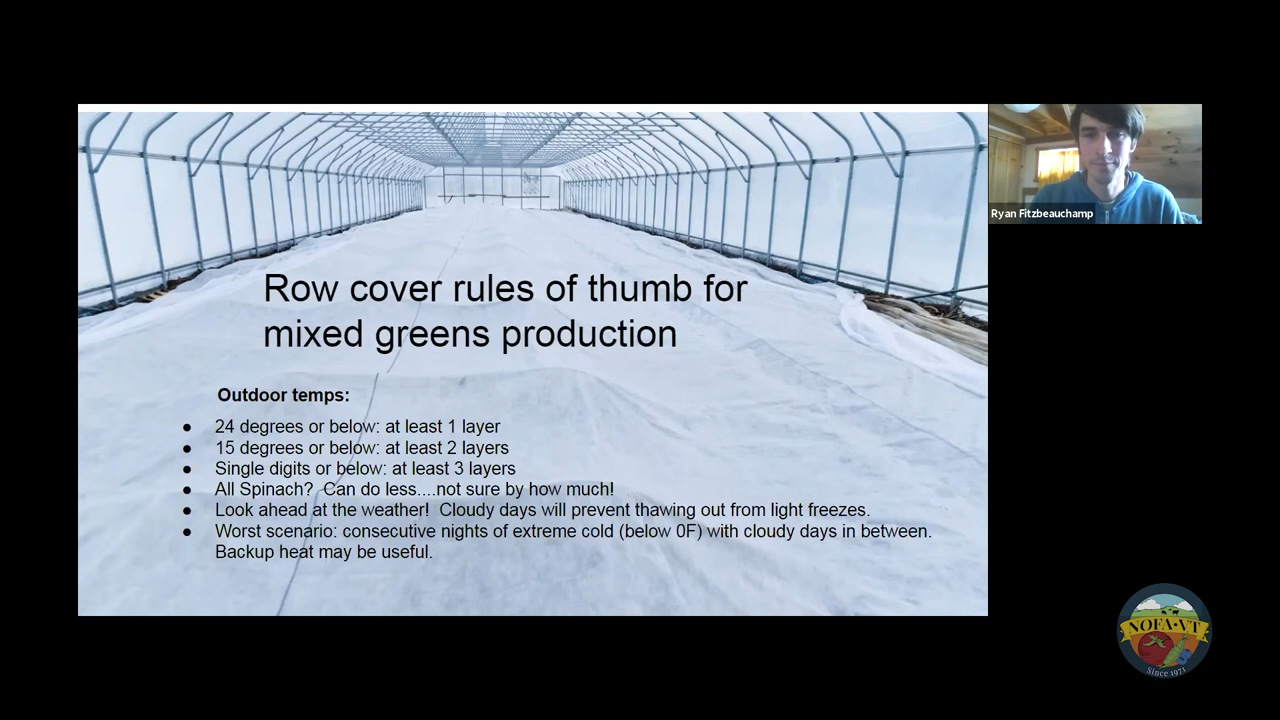 Row cover rules of thumb for
mixed greens production
Outdoor temps:
● 24 degrees or below: at least 1 layer
● 15 degrees or below: at least 2 layers
● Single digits or below: at least 3 layers
● All Spinach? Can do less....not sure by how much!
● Look ahead at the weather! Cloudy days will prevent thawing out from light freezes.
● Worst scenario: consecutive nights of extreme cold (below 0F) with cloudy days in between.
Backup heat may be useful.
Ryan Fitzbeauchamp
NOFA•VT
Since 1971